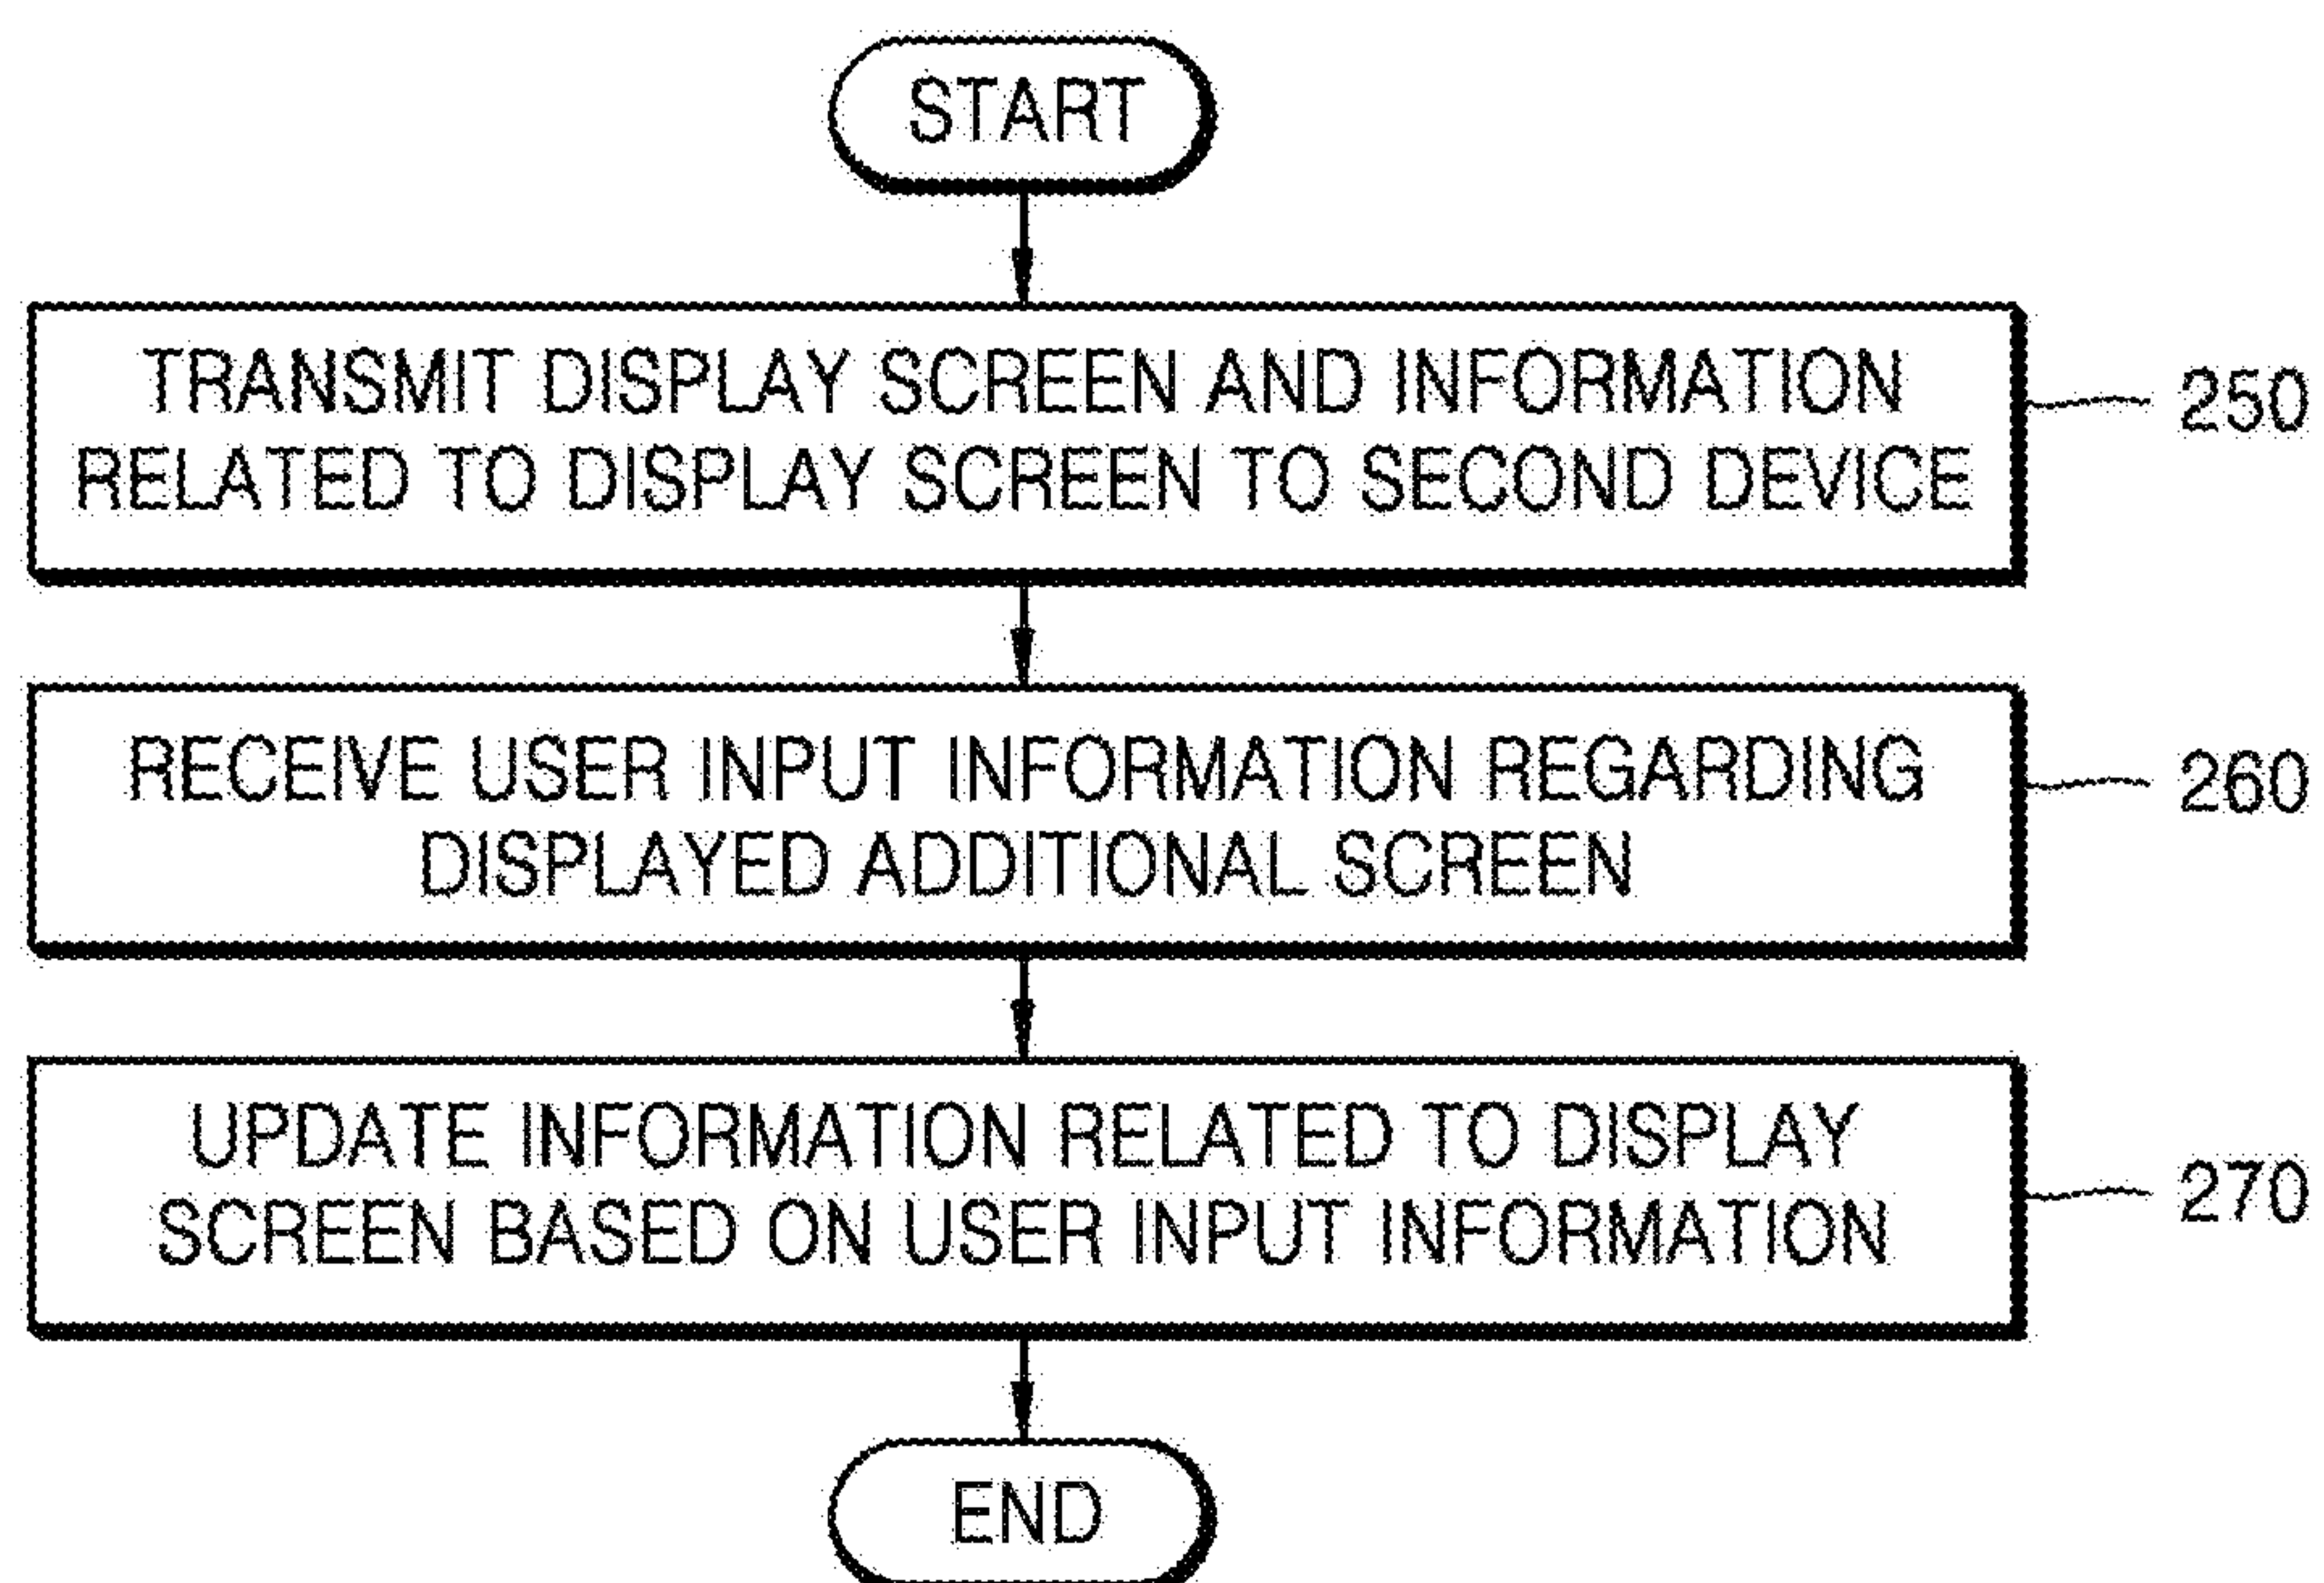 START
TRANSMIT DISPLAY SCREEN AND INFORMATION
RELATED TO DISPLAY SCREEN TO SECOND DEVICE
250
RECEIVE USER INPUT INFORMATION REGARDING
DISPLAYED ADDITIONAL SCREEN
260
UPDATE INFORMATION RELATED TO DISPLAY
SCREEN BASED ON USER INPUT INFORMATION
270
END